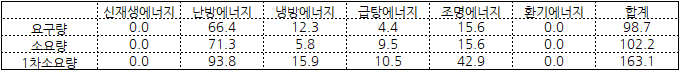 신재생에너지 난방에너지 냉방에너지 급탕에너지 조명에너지 환기에너지 합계
요구량 0.0 66.4 12.3 4.4 15.6 0.0 98.7
소요량 0.0 71.3 5.8 9.5 15.6 0.0 102.2
1차소요량 0.0 93.8 15.9 10.5 42.9 0.0 163.1